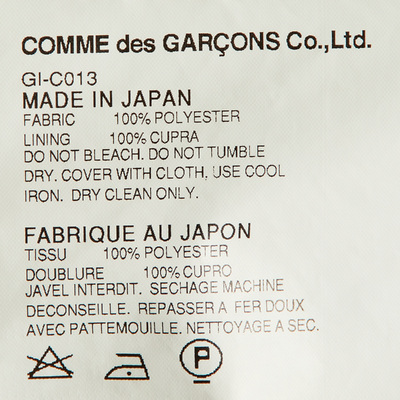 COMME des GARÇONS Co.,Ltd.
GI-C013
MADE IN JAPAN
FABRIC 100% POLYESTER
LINING 100% CUPRA
DO NOT BLEACH. DO NOT TUMBLE
DRY. COVER WITH CLOTH, USE COOL
IRON. DRY CLEAN ONLY.
FABRIQUE AU JAPON
TISSU 100% POLYESTER
DOUBLURE 100% CUPRO
JAVEL INTERDIT. SECHAGE MACHINE
DECONSEILLE. REPASSER A FER DOUX
AVEC PATTEMOUILLE. NETTOYAGE A SEC.
P